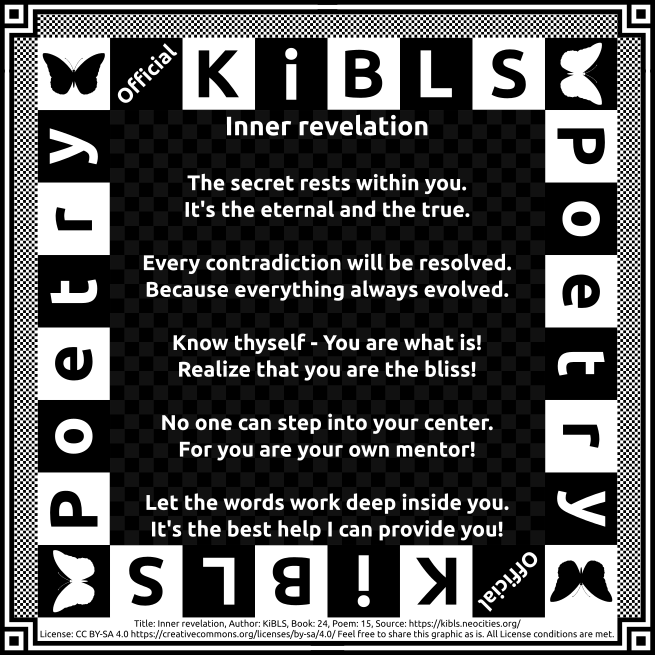 Official KiBLS
Poetry
Poetry
Inner revelation
The secret rests within you.
It's the eternal and the true.
Every contradiction will be resolved.
Because everything always evolved.
Know thyself - You are what is!
Realize that you are the bliss!
No one can step into your center.
For you are your own mentor!
Let the words work deep inside you.
It's the best help I can provide you!
Official KiBLS
Title: Inner revelation, Author: KiBLS, Book: 24, Poem: 15, Source: https://kibls.neocities.org/
License: CC BY-SA 4.0 https://creativecommons.org/licenses/by-sa/4.0/ Feel free to share this graphic as is. All License conditions are met.